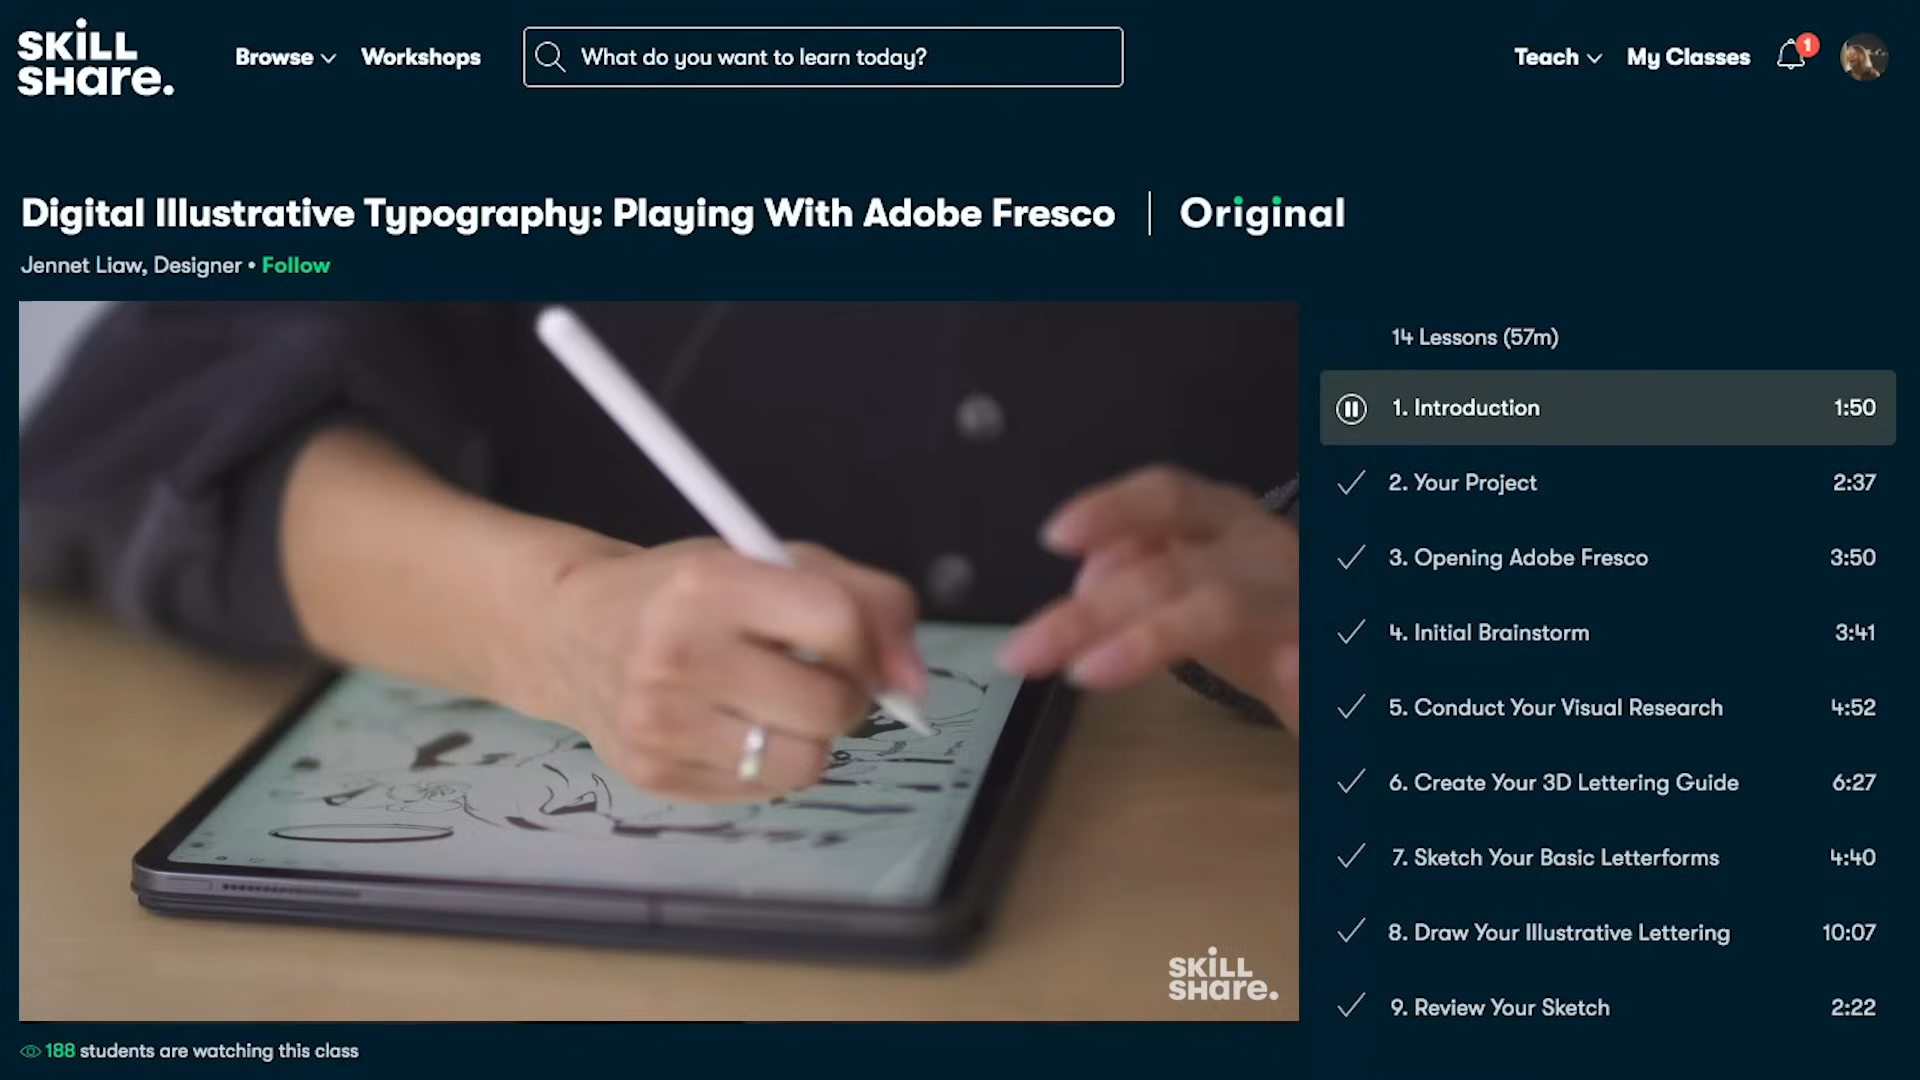 SKiLL
SHare.
Browse
Workshops
What do you want to learn today?
Teach
My Classes
1
Digital Illustrative Typography: Playing With Adobe Fresco | Original
Jennet Liaw, Designer • Follow
14 Lessons (57m)
1. Introduction 1:50
2. Your Project 2:37
3. Opening Adobe Fresco 3:50
4. Initial Brainstorm 3:41
5. Conduct Your Visual Research 4:52
6. Create Your 3D Lettering Guide 6:27
7. Sketch Your Basic Letterforms 4:40
8. Draw Your Illustrative Lettering 10:07
9. Review Your Sketch 2:22
SKiLL
SHare.
188 students are watching this class